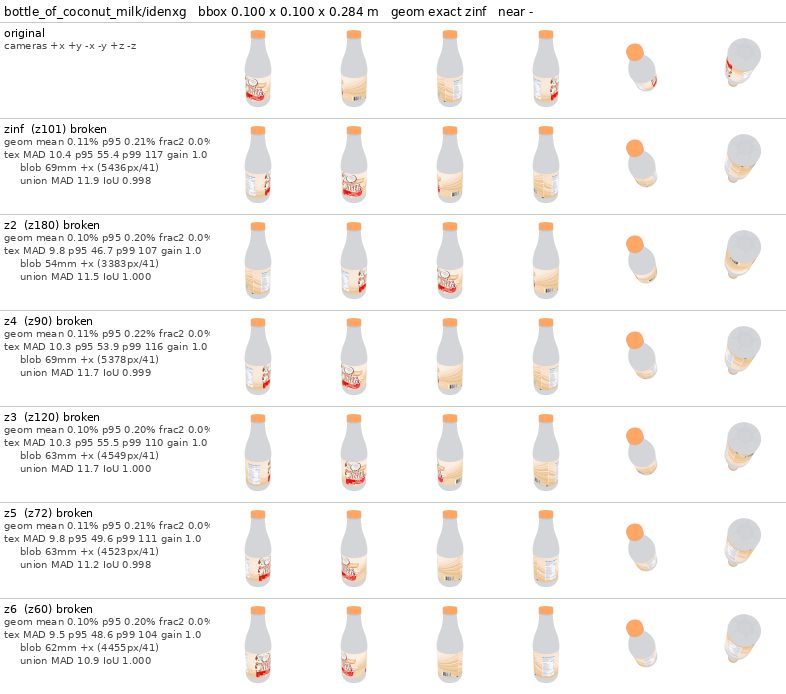 bottle_of_coconut_milk/idenxg bbox 0.100 x 0.100 x 0.284 m geom exact zinf near -
original
cameras +x +y -x -y +z -z
zinf (z101) broken
geom mean 0.11% p95 0.21% frac2 0.0%
tex MAD 10.4 p95 55.4 p99 117 gain 1.0
blob 69mm +x (5436px/41)
union MAD 11.9 IoU 0.998
z2 (z180) broken
geom mean 0.10% p95 0.20% frac2 0.0%
tex MAD 9.8 p95 46.7 p99 107 gain 1.0
blob 54mm +x (3383px/41)
union MAD 11.5 IoU 1.000
z4 (z90) broken
geom mean 0.11% p95 0.22% frac2 0.0%
tex MAD 10.3 p95 53.9 p99 116 gain 1.0
blob 69mm +x (5378px/41)
union MAD 11.7 IoU 0.999
z3 (z120) broken
geom mean 0.10% p95 0.20% frac2 0.0%
tex MAD 10.3 p95 55.5 p99 110 gain 1.0
blob 63mm +x (4549px/41)
union MAD 11.7 IoU 1.000
z5 (z72) broken
geom mean 0.11% p95 0.21% frac2 0.0%
tex MAD 9.8 p95 49.6 p99 111 gain 1.0
blob 63mm +x (4523px/41)
union MAD 11.2 IoU 0.998
z6 (z60) broken
geom mean 0.10% p95 0.20% frac2 0.0%
tex MAD 9.5 p95 48.6 p99 104 gain 1.0
blob 62mm +x (4455px/41)
union MAD 10.9 IoU 1.000